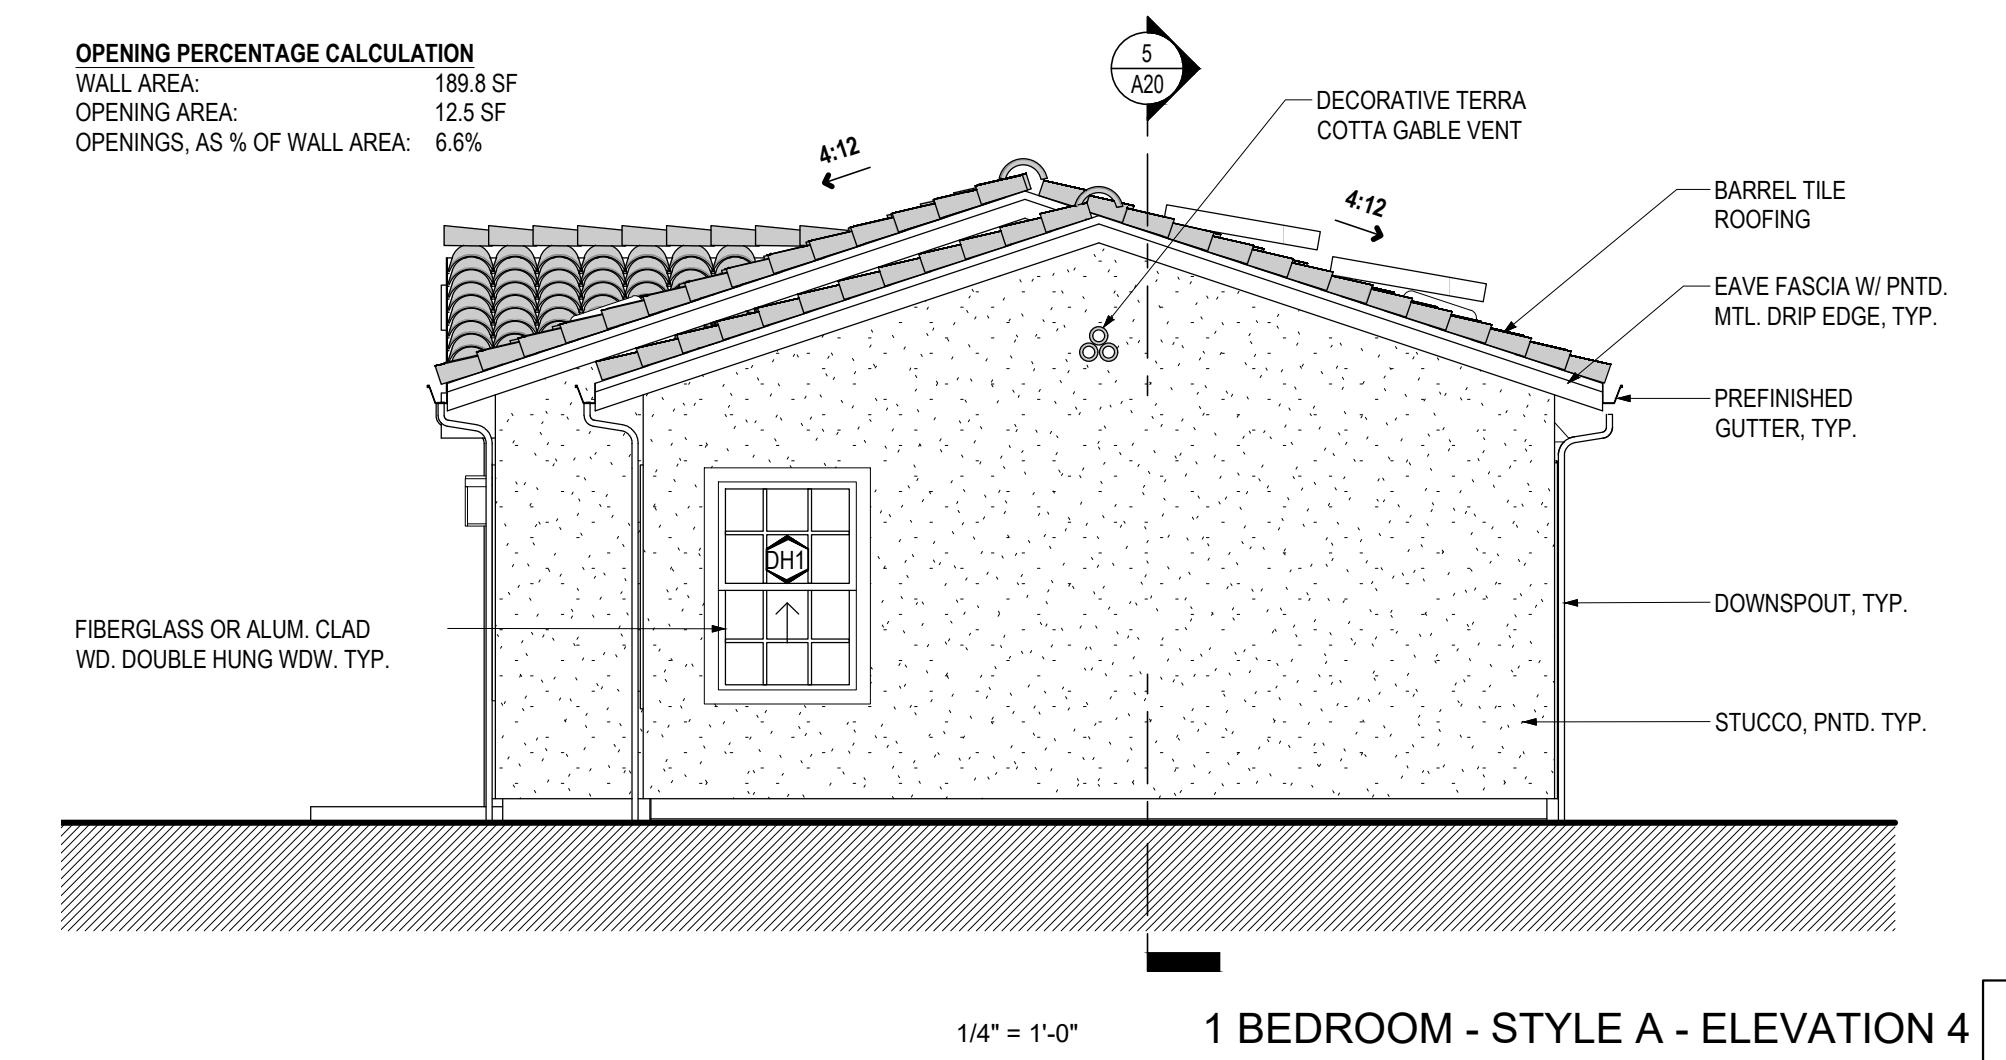 OPENING PERCENTAGE CALCULATION
WALL AREA: 189.8 SF
OPENING AREA: 12.5 SF
OPENINGS, AS % OF WALL AREA: 6.6%
5
A20
DECORATIVE TERRA
COTTA GABLE VENT
4:12
4:12
BARREL TILE
ROOFING
EAVE FASCIA W/ PNTD.
MTL. DRIP EDGE, TYP.
PREFINISHED
GUTTER, TYP.
DH1
FIBERGLASS OR ALUM. CLAD
WD. DOUBLE HUNG WDW. TYP.
DOWNSPOUT, TYP.
STUCCO, PNTD. TYP.
1/4" = 1'-0"
1 BEDROOM - STYLE A - ELEVATION 4